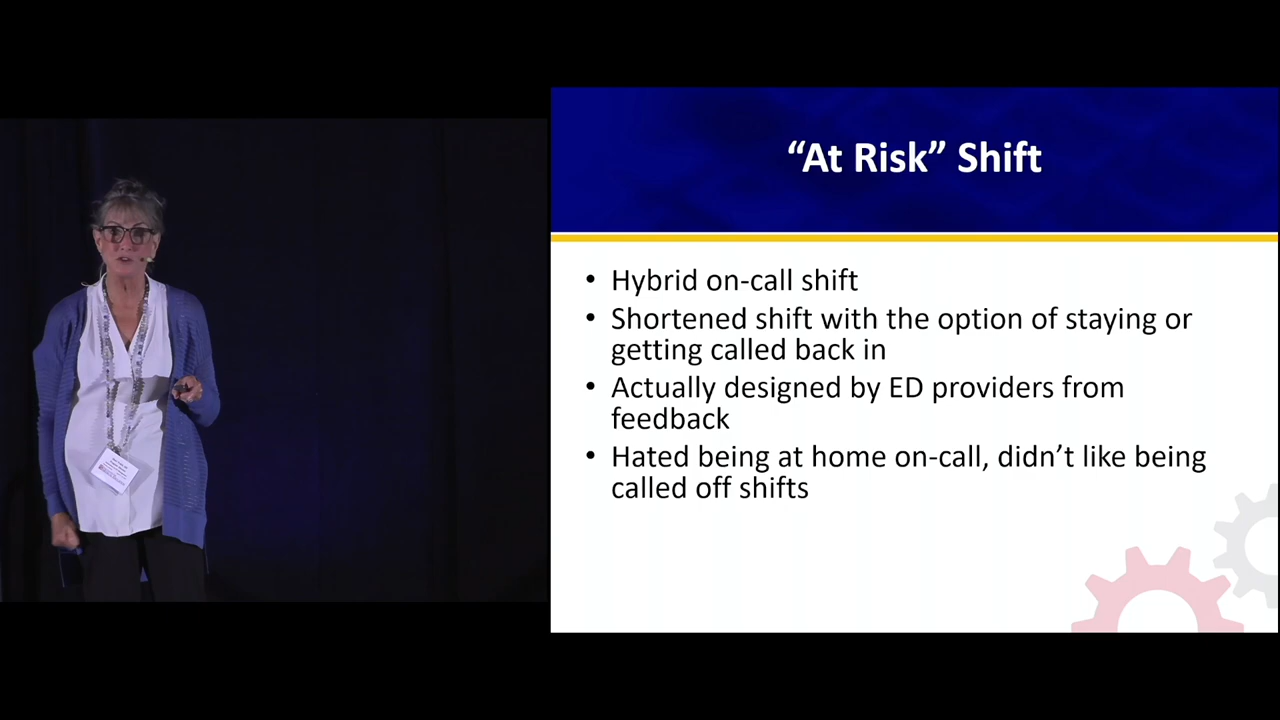 “At Risk” Shift
• Hybrid on-call shift
• Shortened shift with the option of staying or
getting called back in
• Actually designed by ED providers from
feedback
• Hated being at home on-call, didn’t like being
called off shifts